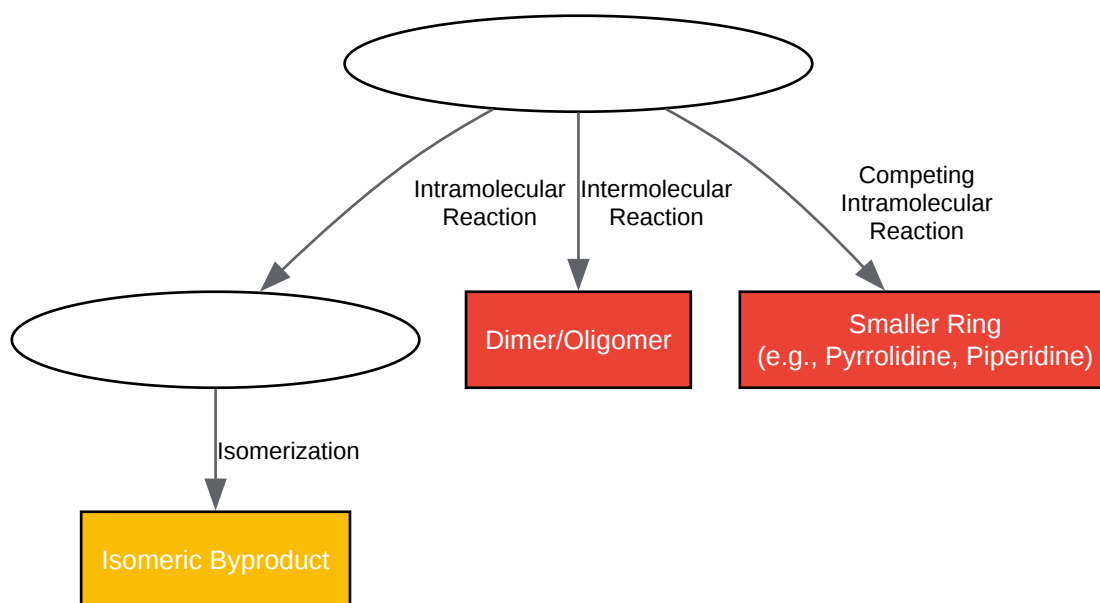 Intramolecular
Reaction
Intermolecular
Reaction
Competing
Intramolecular
Reaction
Dimer/Oligomer
Smaller Ring
(e.g., Pyrrolidine, Piperidine)
Isomerization
Isomeric Byproduct